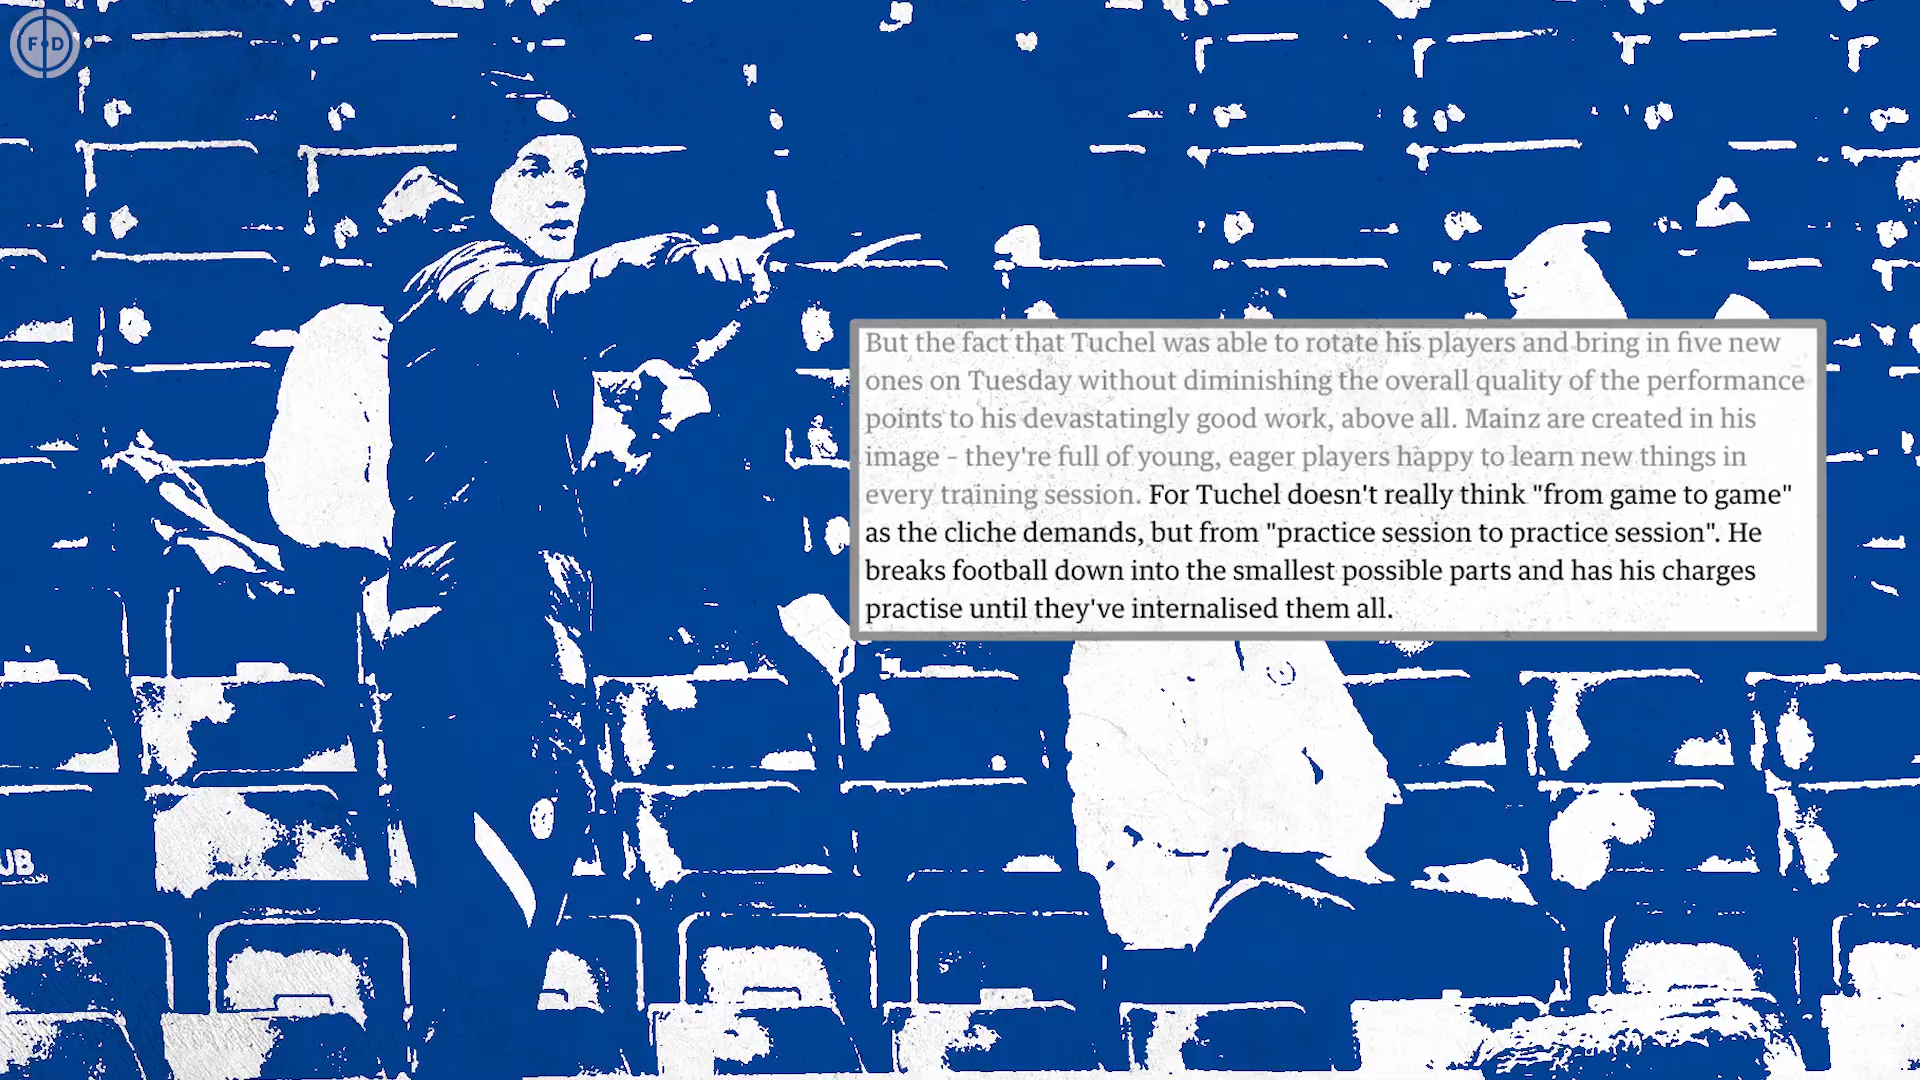 F D
But the fact that Tuchel was able to rotate his players and bring in five new
ones on Tuesday without diminishing the overall quality of the performance
points to his devastatingly good work, above all. Mainz are created in his
image – they're full of young, eager players happy to learn new things in
every training session. For Tuchel doesn't really think "from game to game"
as the cliche demands, but from "practice session to practice session". He
breaks football down into the smallest possible parts and has his charges
practise until they've internalised them all.
UB